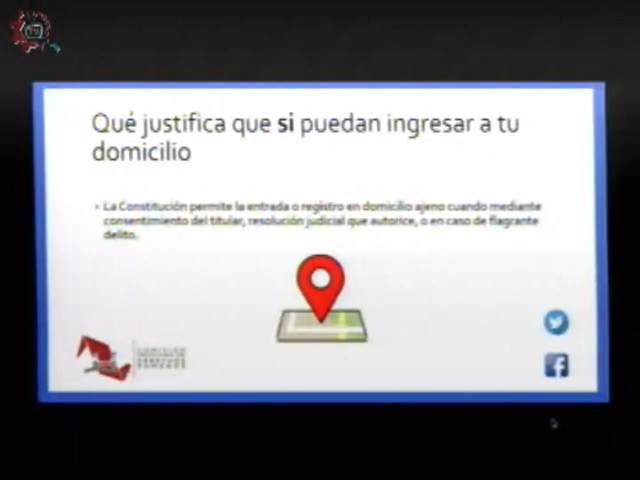 Qué justifica que si puedan ingresar a tu
domicilio
La Constitución permite la entrada o registro en domicilio ajeno cuando mediante
consentimiento del titular, resolución judicial que autorice, o en caso de flagrante
delito.